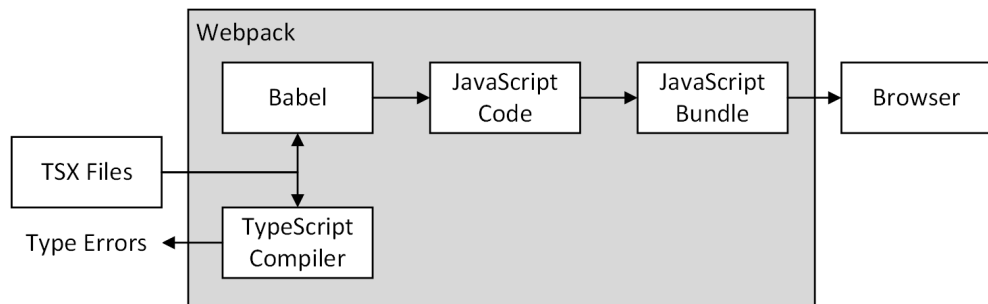 Webpack
Babel
JavaScript
Code
JavaScript
Bundle
Browser
TSX Files
TypeScript
Compiler
Type Errors